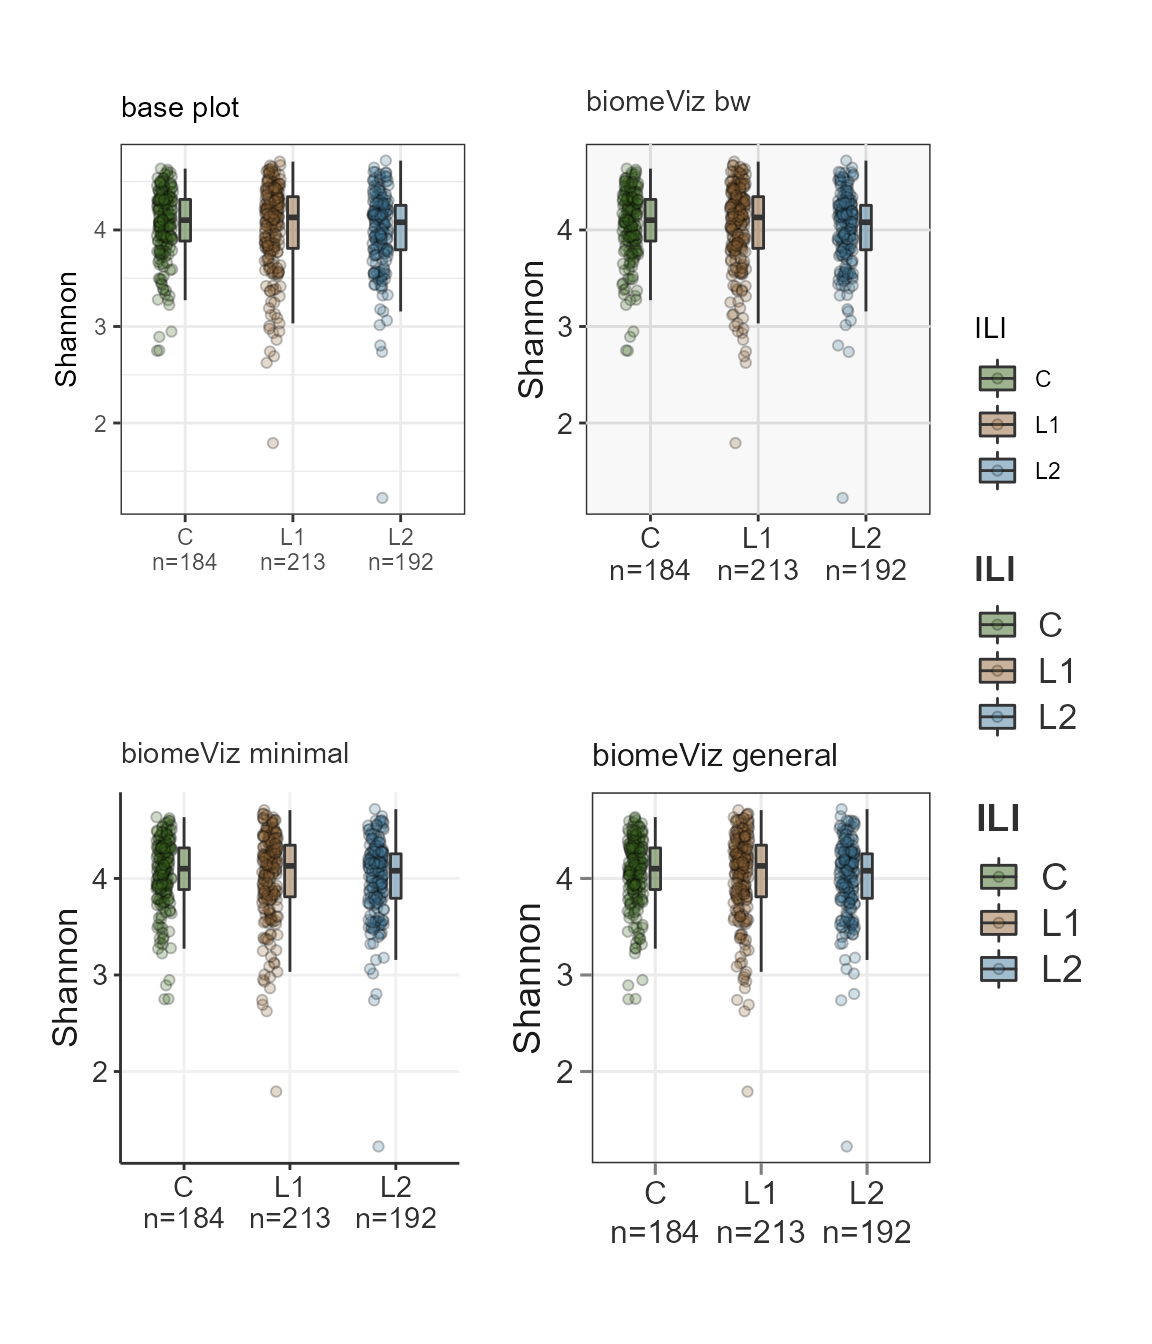 base plot
Shannon
4
3
2
C
L1
L2
n=184
n=213
n=192
biomeViz bw
Shannon
4
3
2
C
L1
L2
n=184
n=213
n=192
ILI
C
L1
L2
ILI
C
L1
L2
biomeViz minimal
Shannon
4
3
2
C
L1
L2
n=184
n=213
n=192
biomeViz general
Shannon
4
3
2
C
L1
L2
n=184
n=213
n=192
ILI
C
L1
L2